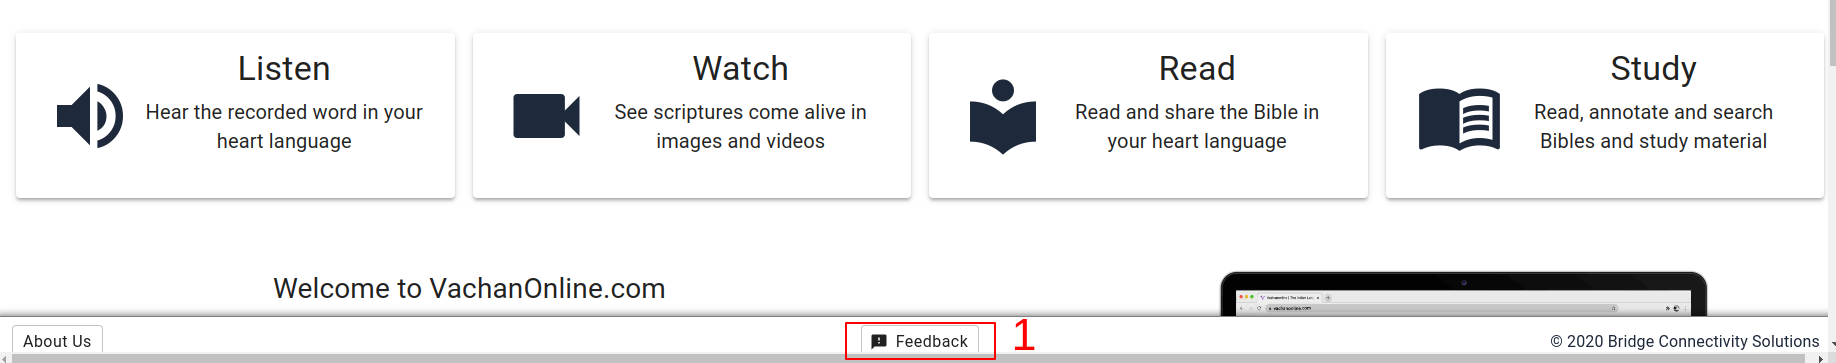 Listen
Hear the recorded word in your
heart language
Watch
See scriptures come alive in
images and videos
Read
Read and share the Bible in
your heart language
Study
Read, annotate and search
Bibles and study material
Welcome to VachanOnline.com
vachanonline.com
About Us
Feedback
1
© 2020 Bridge Connectivity Solutions